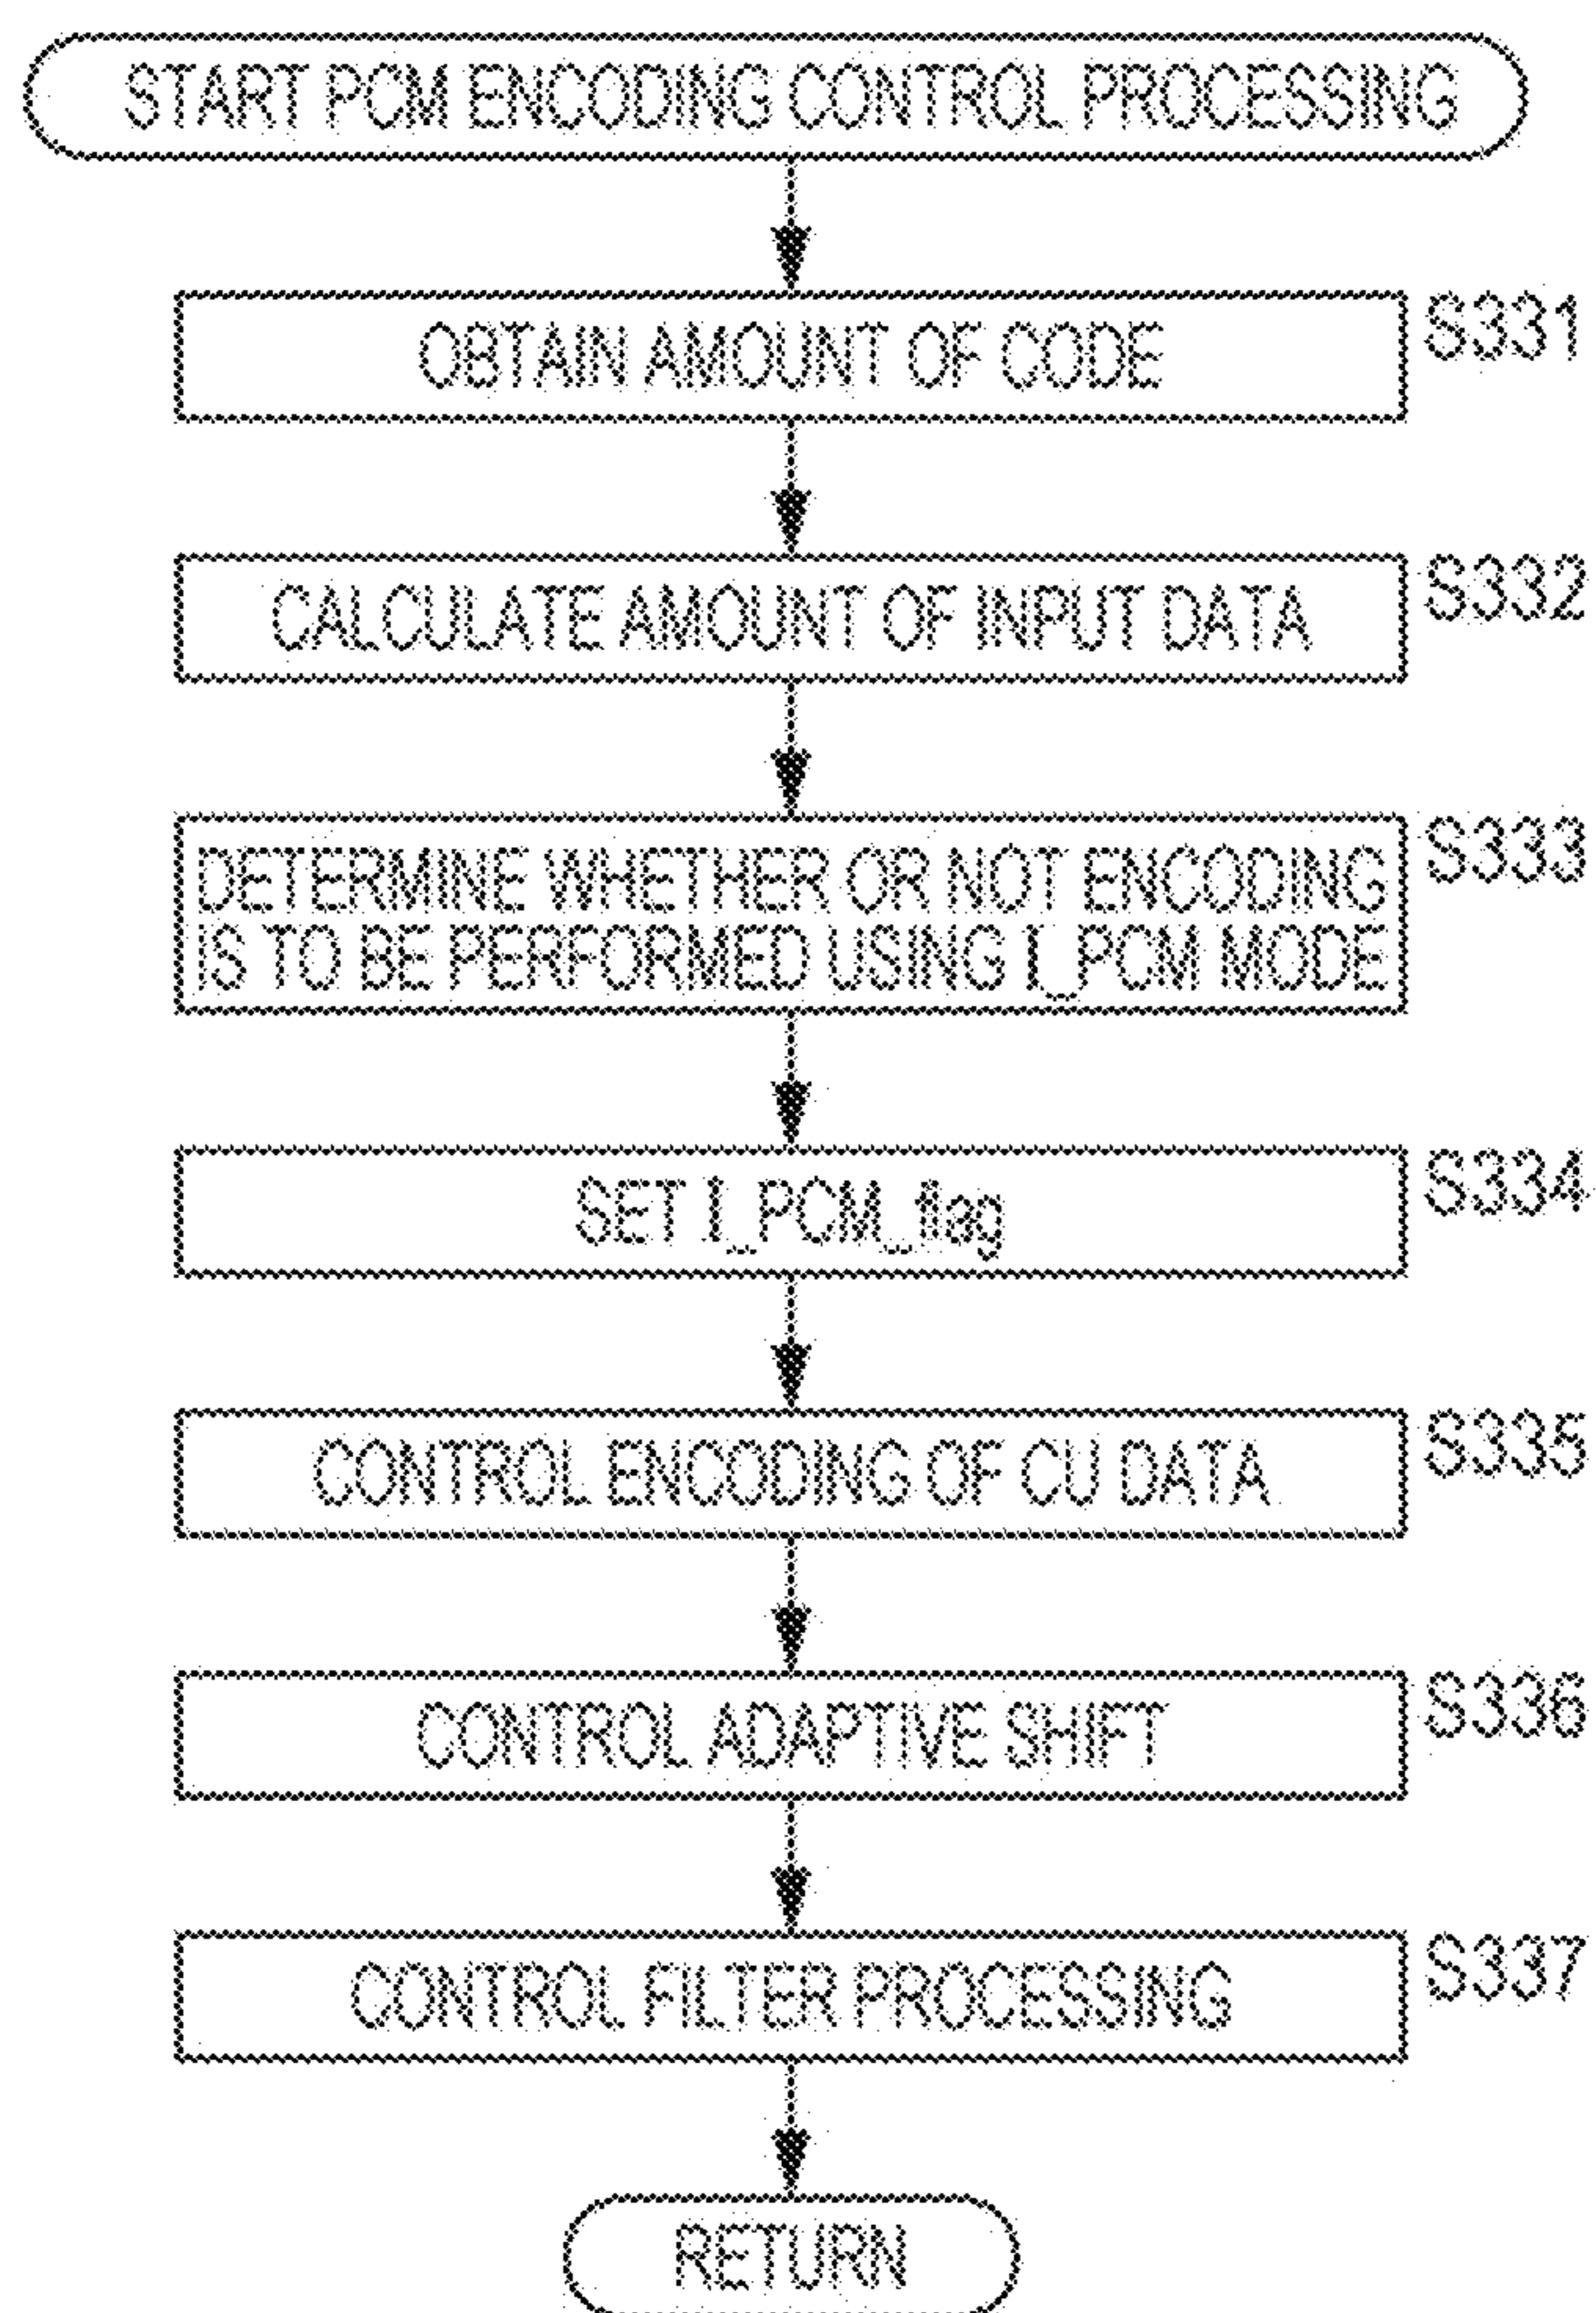 START PCM ENCODING CONTROL PROCESSING
OBTAIN AMOUNT OF CODE
S331
CALCULATE AMOUNT OF INPUT DATA
S332
DETERMINE WHETHER OR NOT ENCODING
IS TO BE PERFORMED USING I_PCM MODE
S333
SET I_PCM_flag
S334
CONTROL ENCODING OF CU DATA
S335
CONTROL ADAPTIVE SHIFT
S336
CONTROL FILTER PROCESSING
S337
RETURN